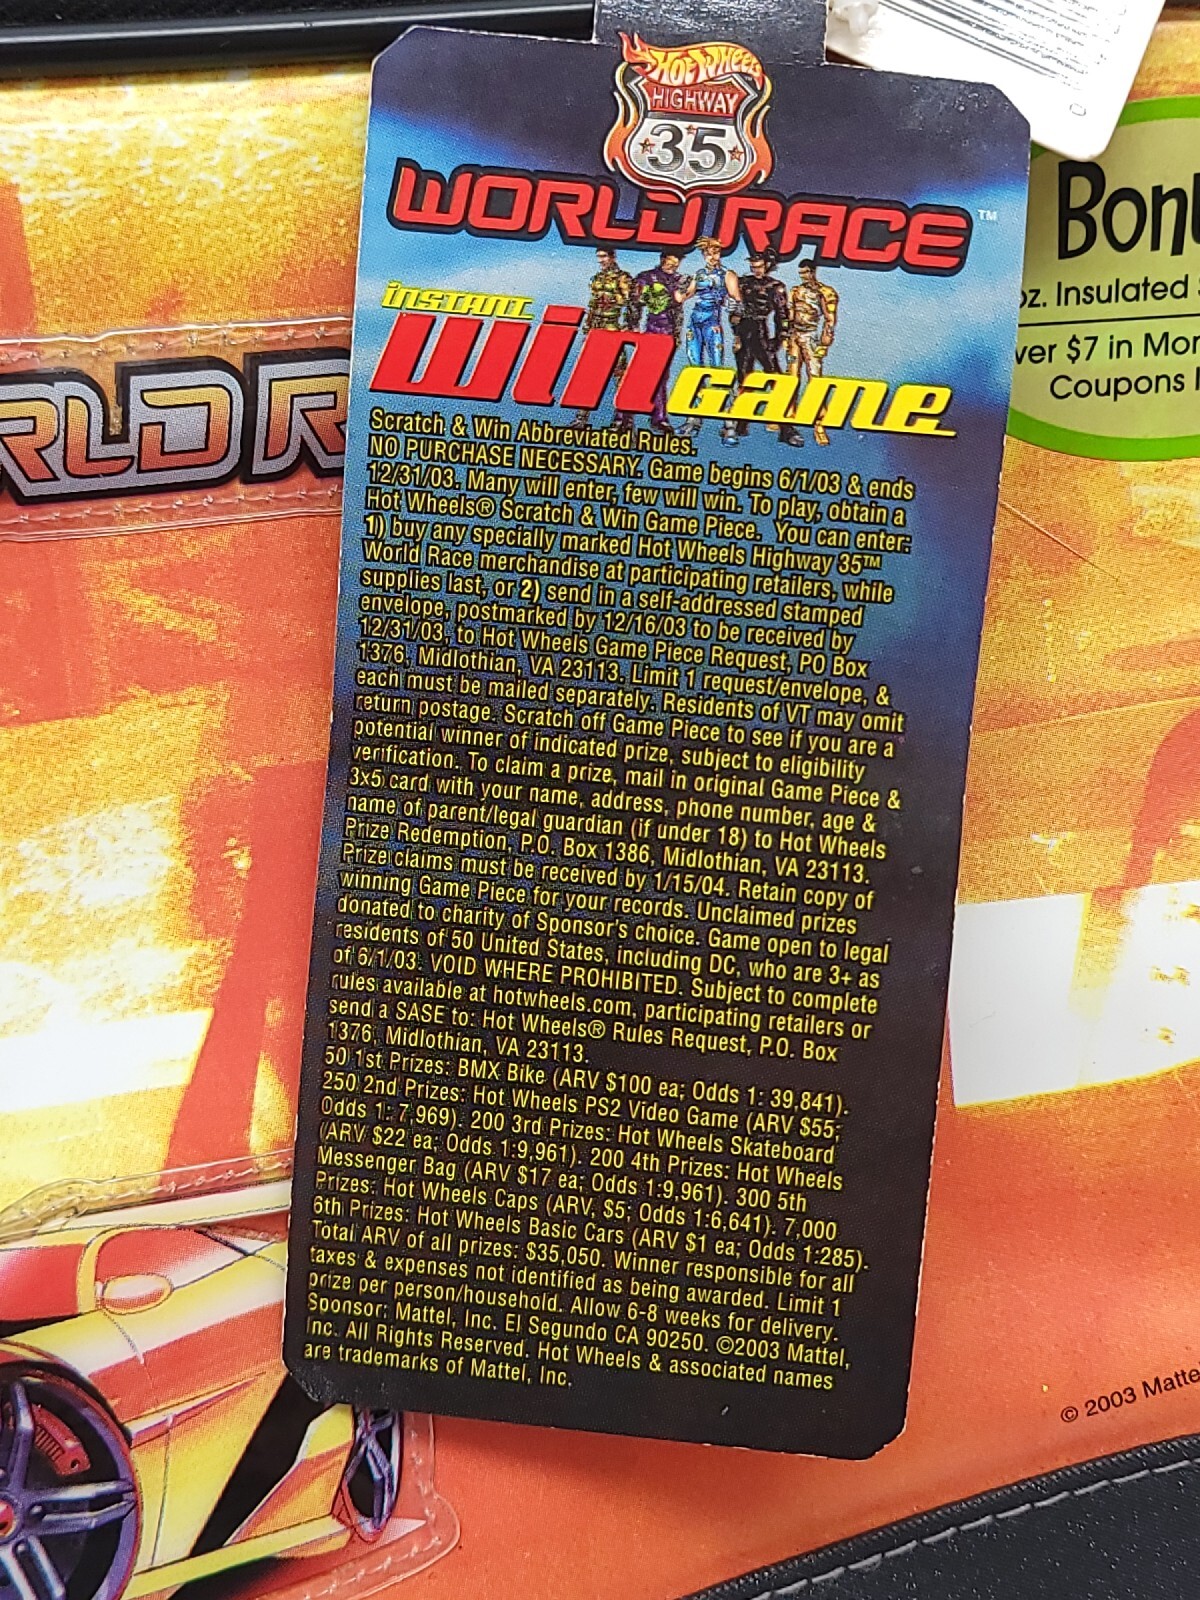 HOT WHEELS
HIGHWAY
35
WORLD RACE™
INSTANT
Win Game
Scratch & Win Abbreviated Rules.
NO PURCHASE NECESSARY. Game begins 6/1/03 & ends
12/31/03. Many will enter, few will win. To play, obtain a
Hot Wheels® Scratch & Win Game Piece. You can enter:
1) buy any specially marked Hot Wheels Highway 35™
World Race merchandise at participating retailers, while
supplies last, or 2) send in a self-addressed stamped
envelope, postmarked by 12/16/03 to be received by
12/31/03, to Hot Wheels Game Piece Request, PO Box
1376, Midlothian, VA 23113. Limit 1 request/envelope, &
each must be mailed separately. Residents of VT may omit
return postage. Scratch off Game Piece to see if you are a
potential winner of indicated prize, subject to eligibility
verification. To claim a prize, mail in original Game Piece &
3x5 card with your name, address, phone number, age &
name of parent/legal guardian (if under 18) to Hot Wheels
Prize Redemption, P.O. Box 1386, Midlothian, VA 23113.
Prize claims must be received by 1/15/04. Retain copy of
winning Game Piece for your records. Unclaimed prizes
donated to charity of Sponsor's choice. Game open to legal
residents of 50 United States, including DC, who are 3+ as
of 6/1/03. VOID WHERE PROHIBITED. Subject to complete
rules available at hotwheels.com, participating retailers or
send a SASE to: Hot Wheels® Rules Request, P.O. Box
1376, Midlothian, VA 23113.
50 1st Prizes: BMX Bike (ARV $100 ea; Odds 1: 39,841).
250 2nd Prizes: Hot Wheels PS2 Video Game (ARV $55;
Odds 1: 7,969). 200 3rd Prizes: Hot Wheels Skateboard
(ARV $22 ea; Odds 1:9,961). 200 4th Prizes: Hot Wheels
Messenger Bag (ARV $17 ea; Odds 1:9,961). 300 5th
Prizes: Hot Wheels Caps (ARV, $5; Odds 1:6,641). 7,000
6th Prizes: Hot Wheels Basic Cars (ARV $1 ea; Odds 1:285).
Total ARV of all prizes: $35,050. Winner responsible for all
taxes & expenses not identified as being awarded. Limit 1
prize per person/household. Allow 6-8 weeks for delivery.
Sponsor: Mattel, Inc. El Segundo CA 90250. ©2003 Mattel,
Inc. All Rights Reserved. Hot Wheels & associated names
are trademarks of Mattel, Inc.
RLD R
Bonu
oz. Insulated
ver $7 in Mor
Coupons
© 2003 Matte